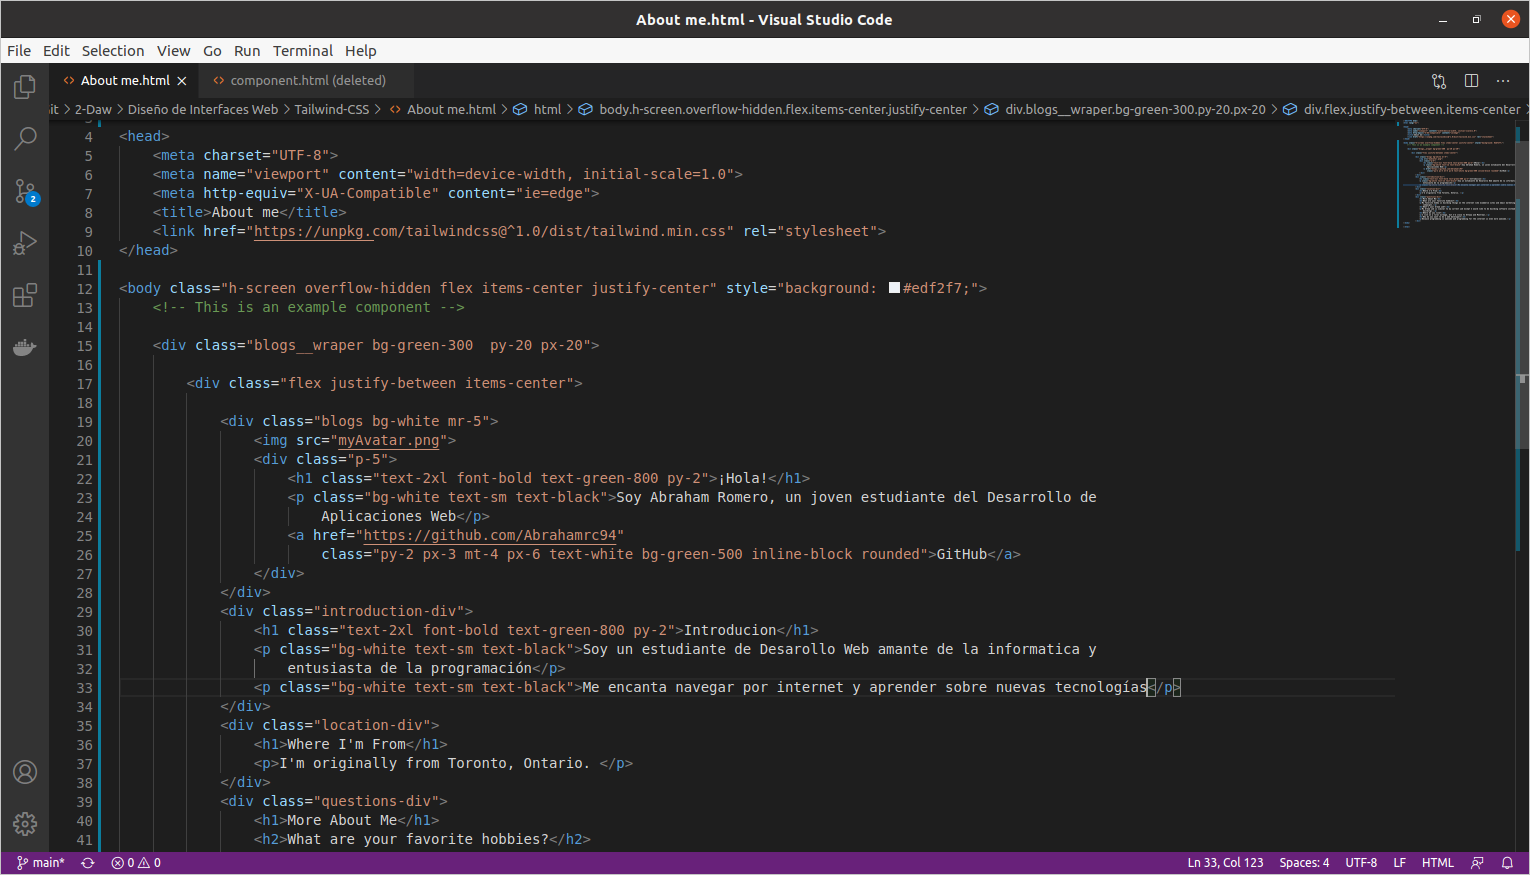 About me.html - Visual Studio Code
File Edit Selection View Go Run Terminal Help
<> About me.html × <> component.html (deleted) ···
it > 2-Daw > Diseño de Interfaces Web > Tailwind-CSS > <> About me.html > html > body.h-screen.overflow-hidden.flex.items-center.justify-center > div.blogs__wraper.bg-green-300.py-20.px-20 > div.flex.justify-between.items-center >
4 <head>
5 <meta charset="UTF-8">
6 <meta name="viewport" content="width=device-width, initial-scale=1.0">
7 <meta http-equiv="X-UA-Compatible" content="ie=edge">
8 <title>About me</title>
9 <link href="https://unpkg.com/tailwindcss@^1.0/dist/tailwind.min.css" rel="stylesheet">
10 </head>
11
12 <body class="h-screen overflow-hidden flex items-center justify-center" style="background: #edf2f7;">
13 <!-- This is an example component -->
14
15 <div class="blogs__wraper bg-green-300  py-20 px-20">
16
17 <div class="flex justify-between items-center">
18
19 <div class="blogs bg-white mr-5">
20 <img src="myAvatar.png">
21 <div class="p-5">
22 <h1 class="text-2xl font-bold text-green-800 py-2">¡Hola!</h1>
23 <p class="bg-white text-sm text-black">Soy Abraham Romero, un joven estudiante del Desarrollo de
24 Aplicaciones Web</p>
25 <a href="https://github.com/Abrahamrc94"
26 class="py-2 px-3 mt-4 px-6 text-white bg-green-500 inline-block rounded">GitHub</a>
27 </div>
28 </div>
29 <div class="introduction-div">
30 <h1 class="text-2xl font-bold text-green-800 py-2">Introducion</h1>
31 <p class="bg-white text-sm text-black">Soy un estudiante de Desarollo Web amante de la informatica y
32 entusiasta de la programación</p>
33 <p class="bg-white text-sm text-black">Me encanta navegar por internet y aprender sobre nuevas tecnologías</p>
34 </div>
35 <div class="location-div">
36 <h1>Where I'm From</h1>
37 <p>I'm originally from Toronto, Ontario. </p>
38 </div>
39 <div class="questions-div">
40 <h1>More About Me</h1>
41 <h2>What are your favorite hobbies?</h2>
2
main* 0 0 Ln 33, Col 123 Spaces: 4 UTF-8 LF HTML